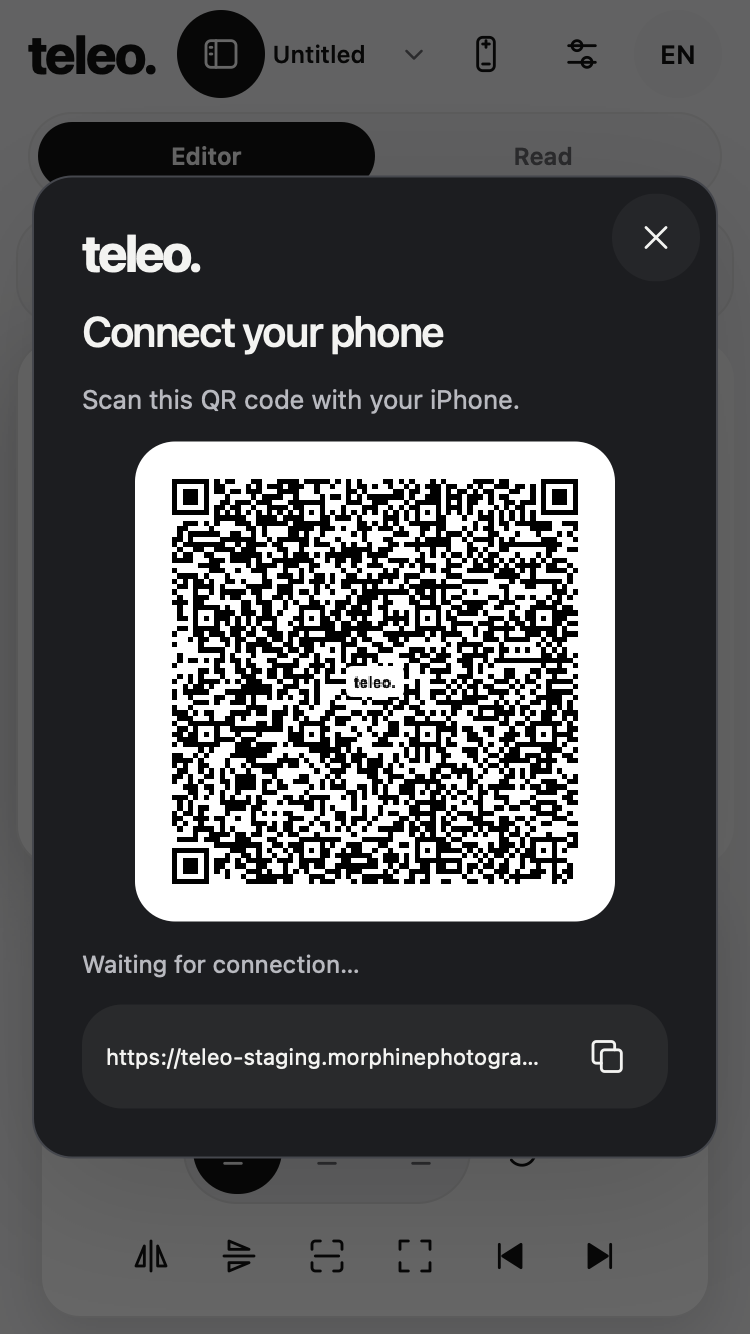 teleo.
Untitled
EN
Editor
Read
teleo.
Connect your phone
Scan this QR code with your iPhone.
teleo.
Waiting for connection...
https://teleo-staging.morphinephotogra...